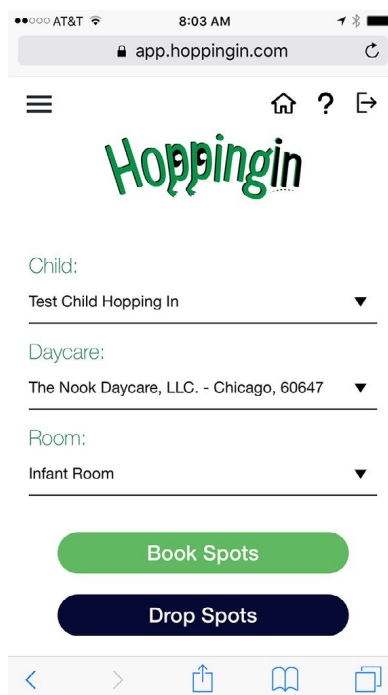 AT&T 8:03 AM
app.hoppingin.com
?
Hoppingin
Child:
Test Child Hopping In
Daycare:
The Nook Daycare, LLC. - Chicago, 60647
Room:
Infant Room
Book Spots
Drop Spots